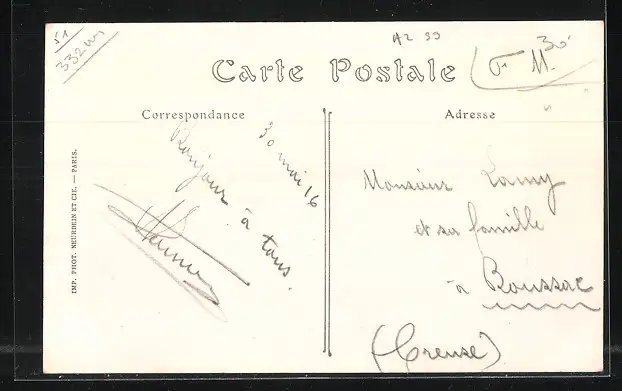 51
332
A2 33
30
Carte Postale
F. M.
Correspondance
Adresse
30 mai 16
Bonjour
à tous.
IMP. PHOT. NEURDEIN ET CIE. — PARIS.
Monsieur Lamy
et sa famille
à Boussac
(Creuse)